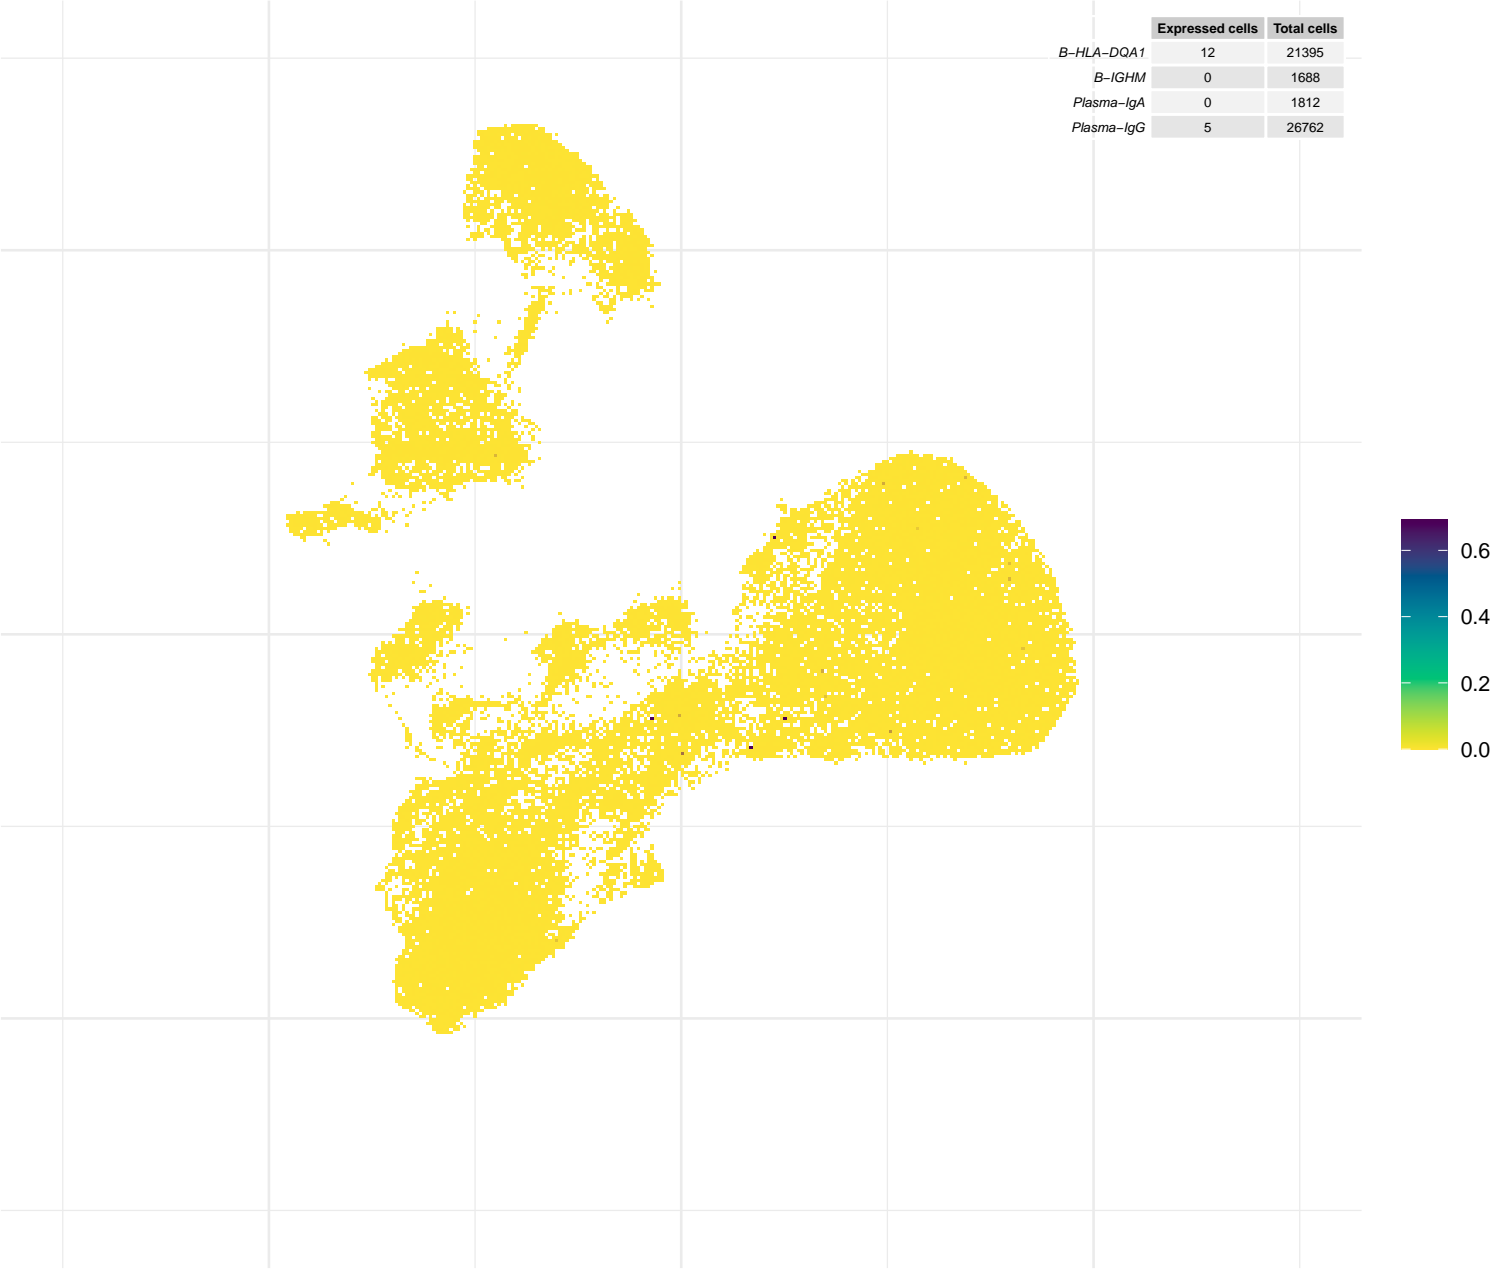 Expressed cells Total cells
B−HLA−DQA1 12 21395
B−IGHM 0 1688
Plasma−IgA 0 1812
Plasma−IgG 5 26762
0.6
0.4
0.2
0.0